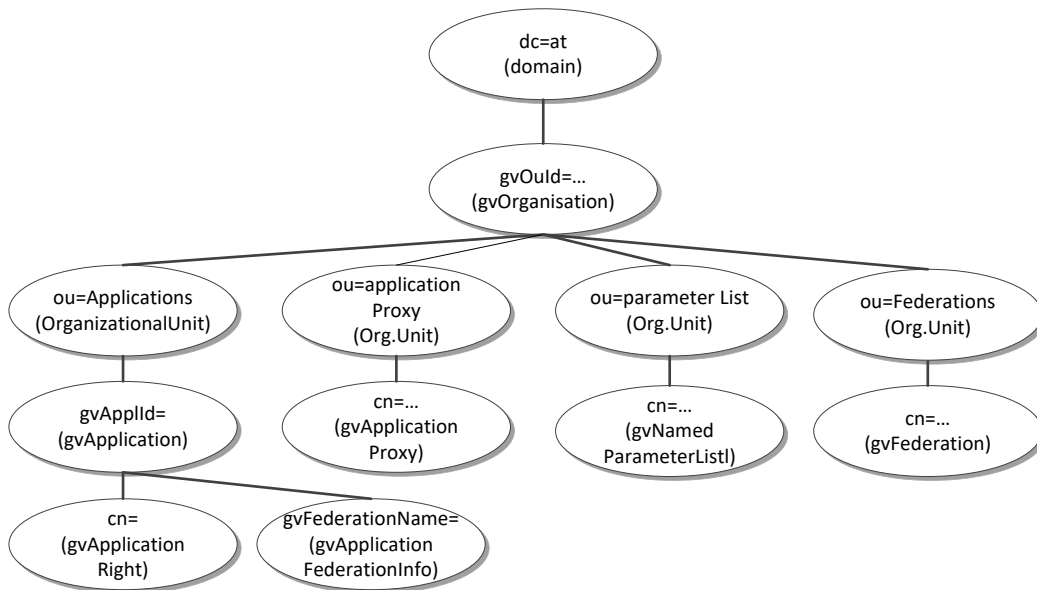 dc=at
(domain)
gvOuId=...
(gvOrganisation)
ou=Applications
(OrganizationalUnit)
ou=application
Proxy
(Org.Unit)
ou=parameter List
(Org.Unit)
ou=Federations
(Org.Unit)
gvApplId=
(gvApplication)
cn=...
(gvApplication
Proxy)
cn=...
(gvNamed
ParameterListl)
cn=...
(gvFederation)
cn=
(gvApplication
Right)
gvFederationName=
(gvApplication
FederationInfo)